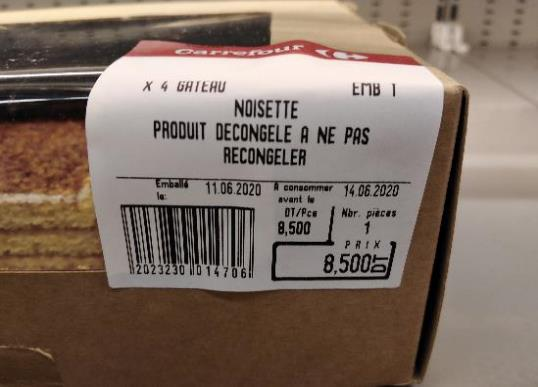 Carrefour
X 4 GATEAU EMB 1
NOISETTE
PRODUIT DECONGELE A NE PAS
RECONGELER
Emballé le: 11.06.2020 A consommer avant le 14.06.2020
DT/Pce Nbr. pièces
8,500 1
PRIX
8,500DT
2023230 014706